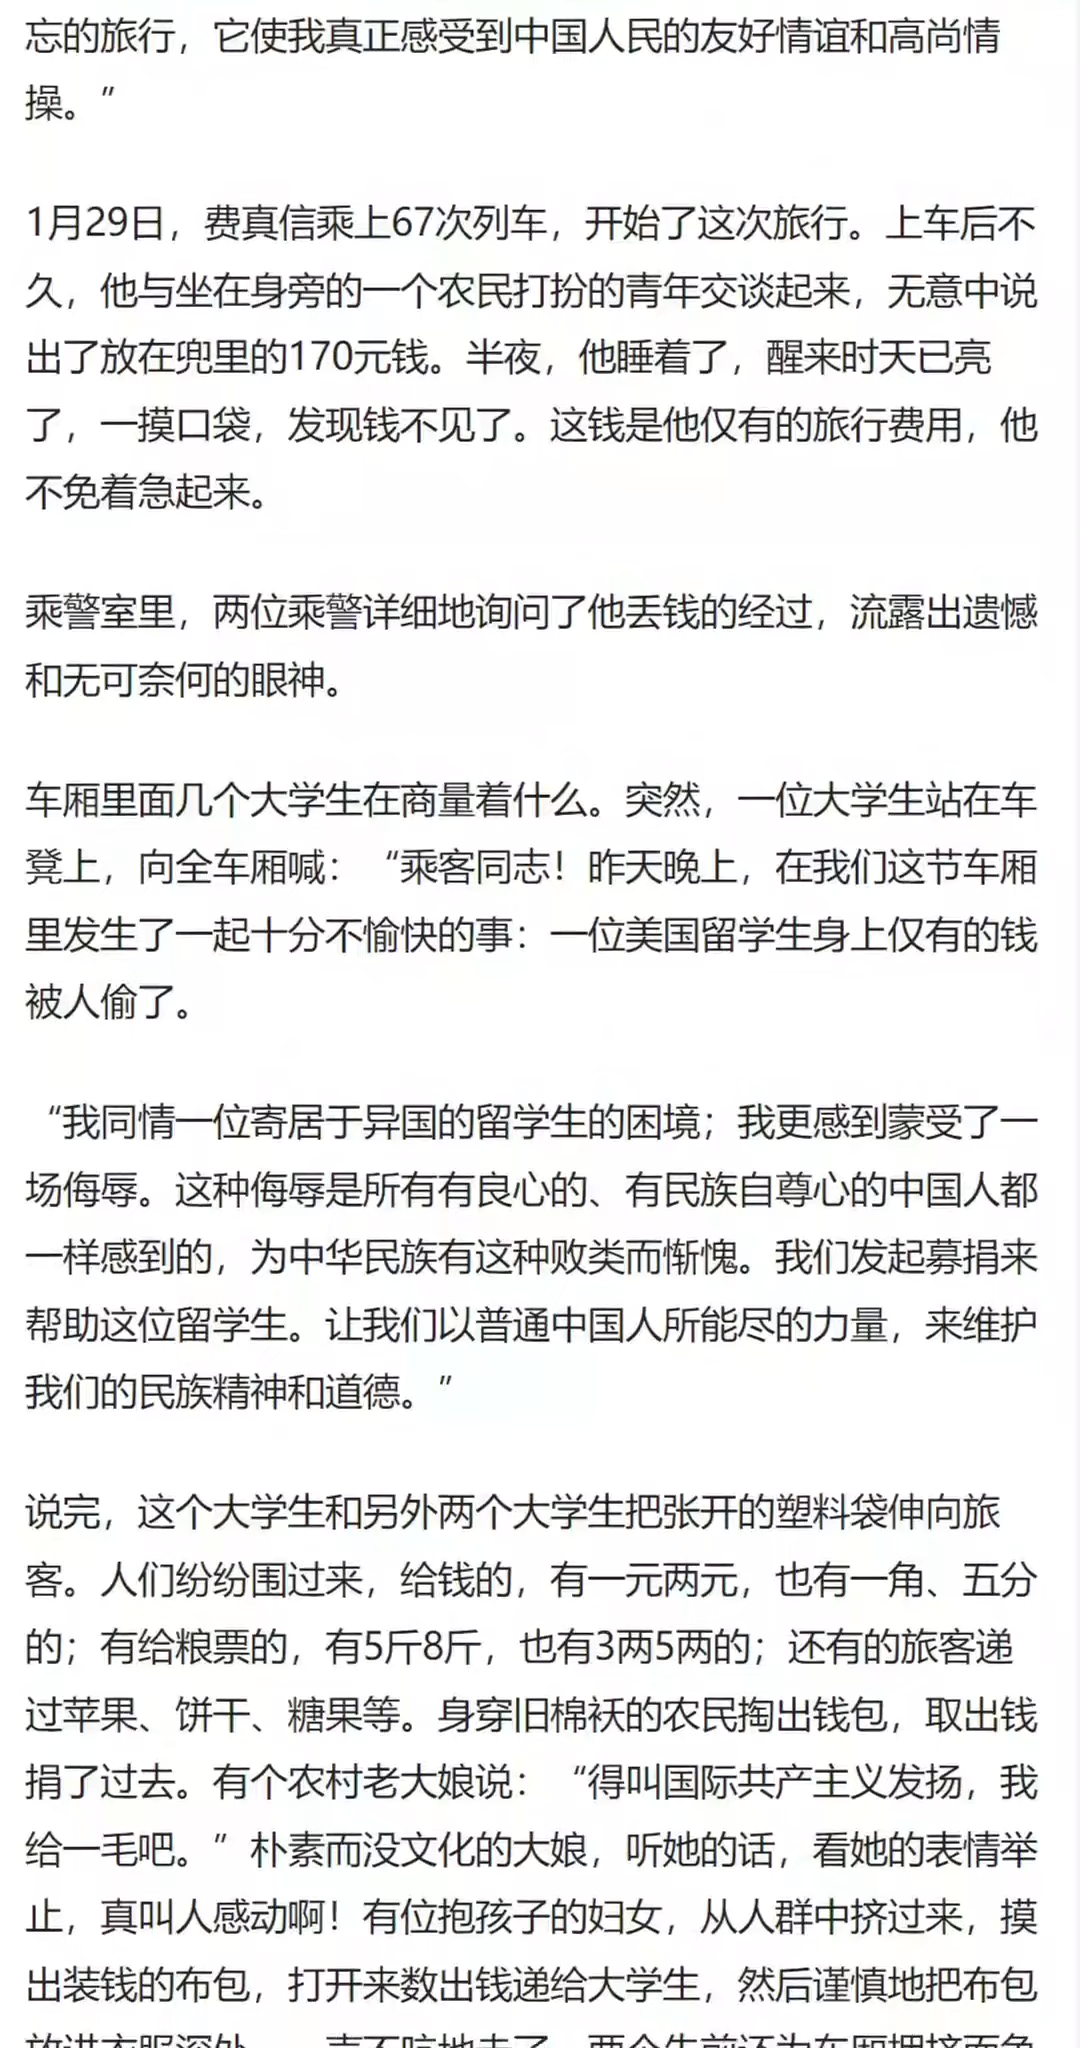 忘的旅行，它使我真正感受到中国人民的友好情谊和高尚情
操。”
1月29日，费真信乘上67次列车，开始了这次旅行。上车后不
久，他与坐在身旁的一个农民打扮的青年交谈起来，无意中说
出了放在兜里的170元钱。半夜，他睡着了，醒来时天已亮
了，一摸口袋，发现钱不见了。这钱是他仅有的旅行费用，他
不免着急起来。
乘警室里，两位乘警详细地询问了他丢钱的经过，流露出遗憾
和无可奈何的眼神。
车厢里面几个大学生在商量着什么。突然，一位大学生站在车
凳上，向全车厢喊：“乘客同志！昨天晚上，在我们这节车厢
里发生了一起十分不愉快的事：一位美国留学生身上仅有的钱
被人偷了。
“我同情一位寄居于异国的留学生的困境；我更感到蒙受了一
场侮辱。这种侮辱是所有有良心的、有民族自尊心的中国人都
一样感到的，为中华民族有这种败类而惭愧。我们发起募捐来
帮助这位留学生。让我们以普通中国人所能尽的力量，来维护
我们的民族精神和道德。”
说完，这个大学生和另外两个大学生把张开的塑料袋伸向旅
客。人们纷纷围过来，给钱的，有一元两元，也有一角、五分
的；有给粮票的，有5斤8斤，也有3两5两的；还有的旅客递
过苹果、饼干、糖果等。身穿旧棉袄的农民掏出钱包，取出钱
捐了过去。有个农村老大娘说：“得叫国际共产主义发扬，我
给一毛吧。”朴素而没文化的大娘，听她的话，看她的表情举
止，真叫人感动啊！有位抱孩子的妇女，从人群中挤过来，摸
出装钱的布包，打开来数出钱递给大学生，然后谨慎地把布包